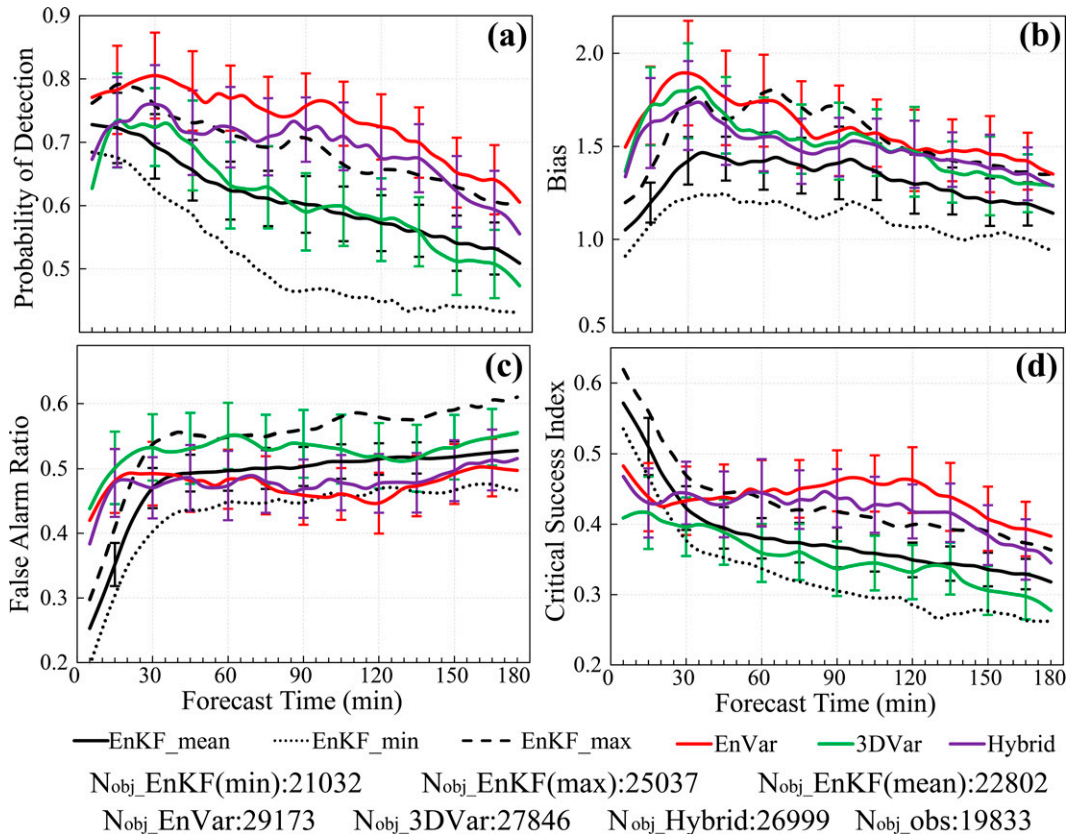 (a)
Probability of Detection
0.9
0.8
0.7
0.6
0.5
(b)
Bias
2.0
1.5
1.0
0.5
(c)
False Alarm Ratio
0.6
0.5
0.4
0.3
0.2
0 30 60 90 120 150 180
Forecast Time (min)
(d)
Critical Success Index
0.6
0.4
0.2
0 30 60 90 120 150 180
Forecast Time (min)
EnKF_mean EnKF_min EnKF_max EnVar 3DVar Hybrid
Nobj_EnKF(min):21032 Nobj_EnKF(max):25037 Nobj_EnKF(mean):22802
Nobj_EnVar:29173 Nobj_3DVar:27846 Nobj_Hybrid:26999 Nobj_obs:19833